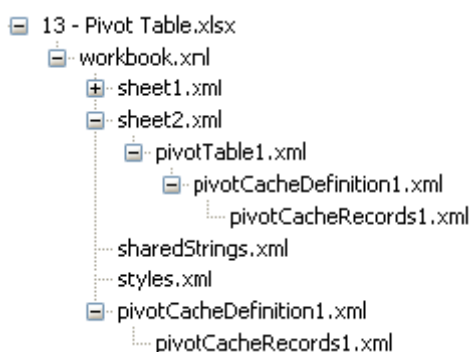 13 - Pivot Table.xlsx
workbook.xml
sheet1.xml
sheet2.xml
pivotTable1.xml
pivotCacheDefinition1.xml
pivotCacheRecords1.xml
sharedStrings.xml
styles.xml
pivotCacheDefinition1.xml
pivotCacheRecords1.xml